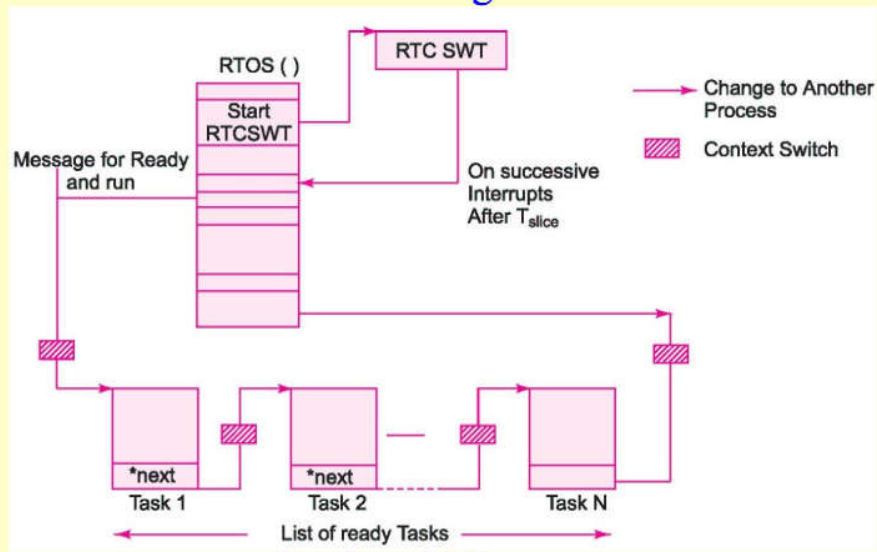 RTOS ( )
RTC SWT
Start
RTCSWT
Change to Another
Process
Context Switch
Message for Ready
and run
On successive
Interrupts
After Tslice
*next
*next
Task 1
Task 2
Task N
List of ready Tasks